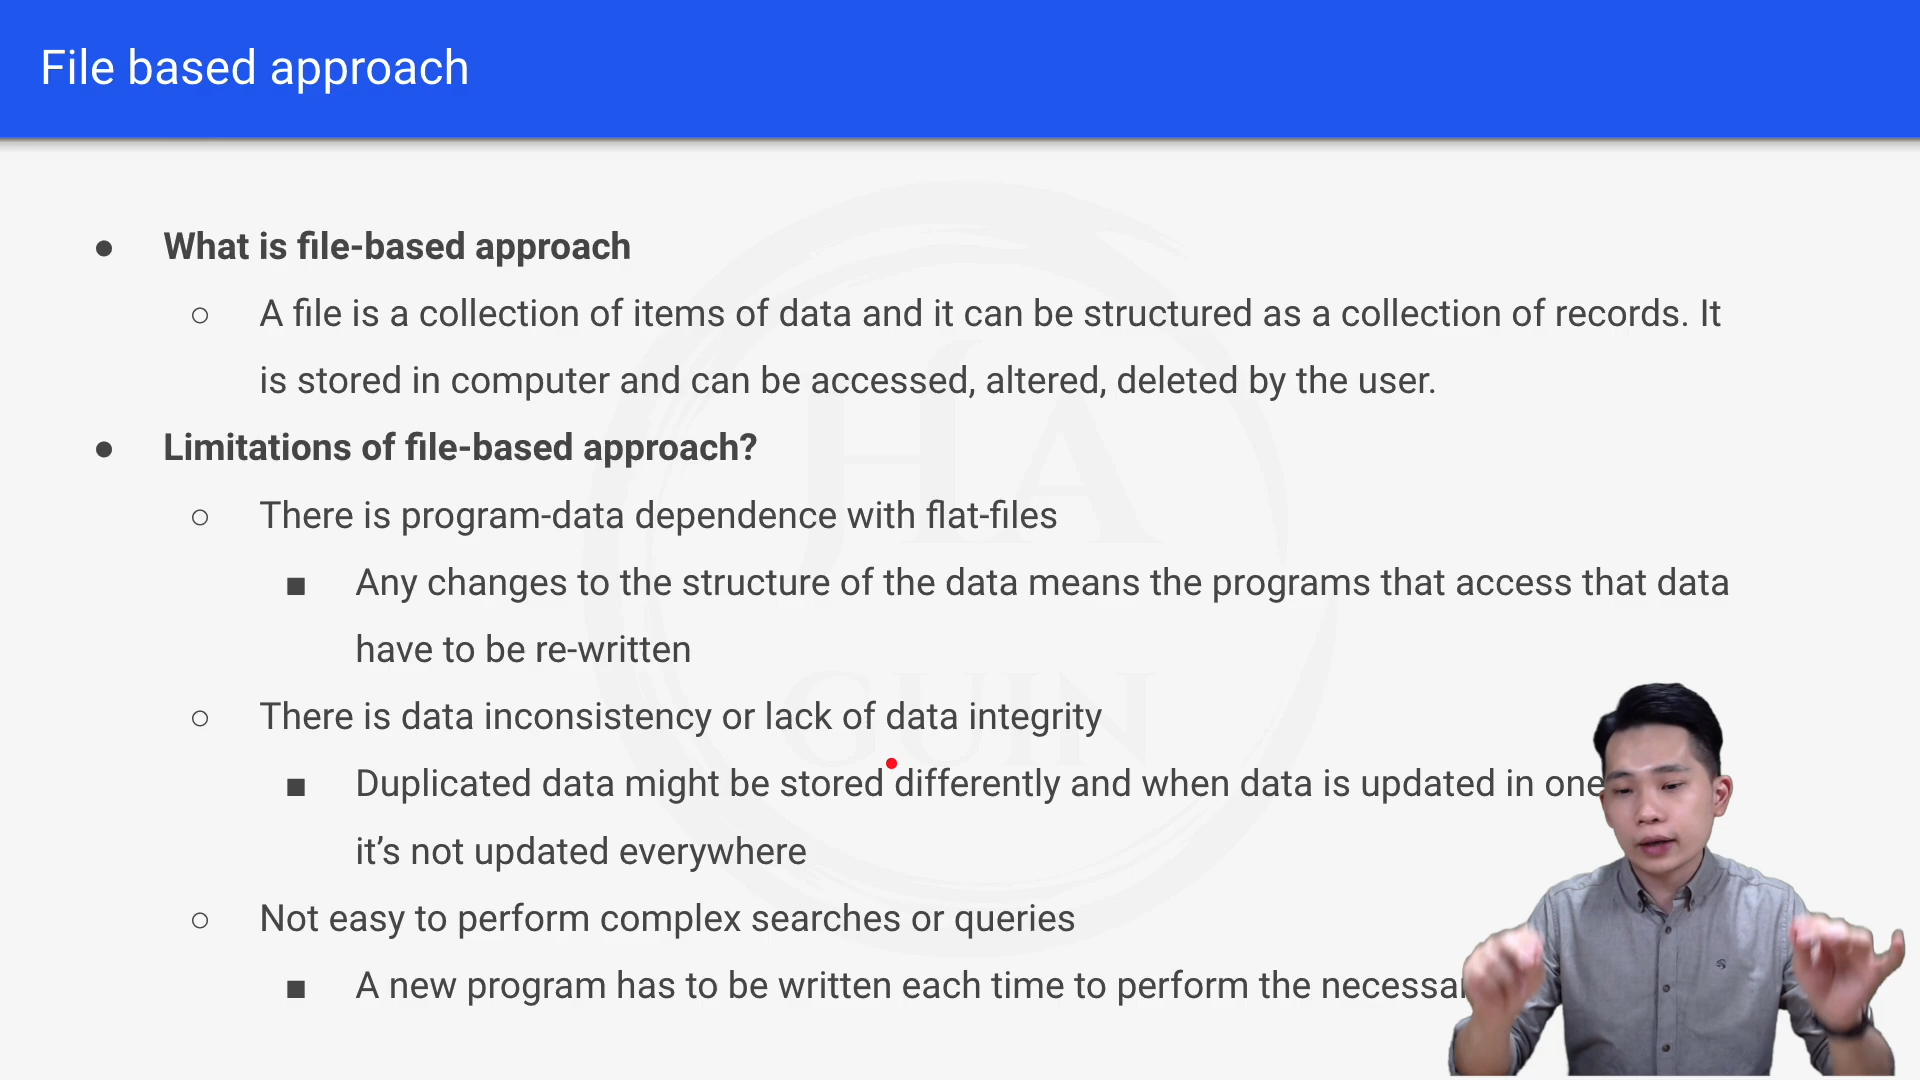 File based approach
● What is file-based approach
○ A file is a collection of items of data and it can be structured as a collection of records. It
is stored in computer and can be accessed, altered, deleted by the user.
● Limitations of file-based approach?
○ There is program-data dependence with flat-files
■ Any changes to the structure of the data means the programs that access that data
have to be re-written
○ There is data inconsistency or lack of data integrity
■ Duplicated data might be stored differently and when data is updated in one
it’s not updated everywhere
○ Not easy to perform complex searches or queries
■ A new program has to be written each time to perform the
GUIN